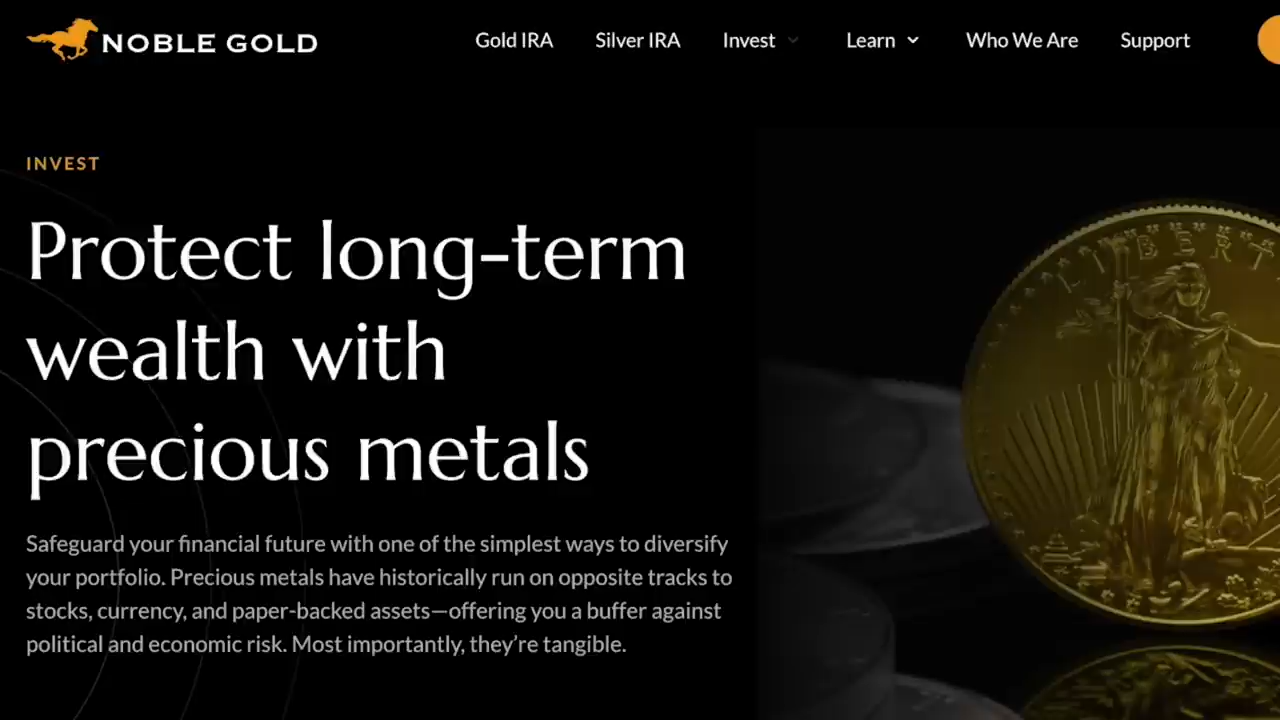 NOBLE GOLD
Gold IRA
Silver IRA
Invest
Learn
Who We Are
Support
INVEST
Protect long-term
wealth with
precious metals
Safeguard your financial future with one of the simplest ways to diversify
your portfolio. Precious metals have historically run on opposite tracks to
stocks, currency, and paper-backed assets—offering you a buffer against
political and economic risk. Most importantly, they’re tangible.
LIBERT